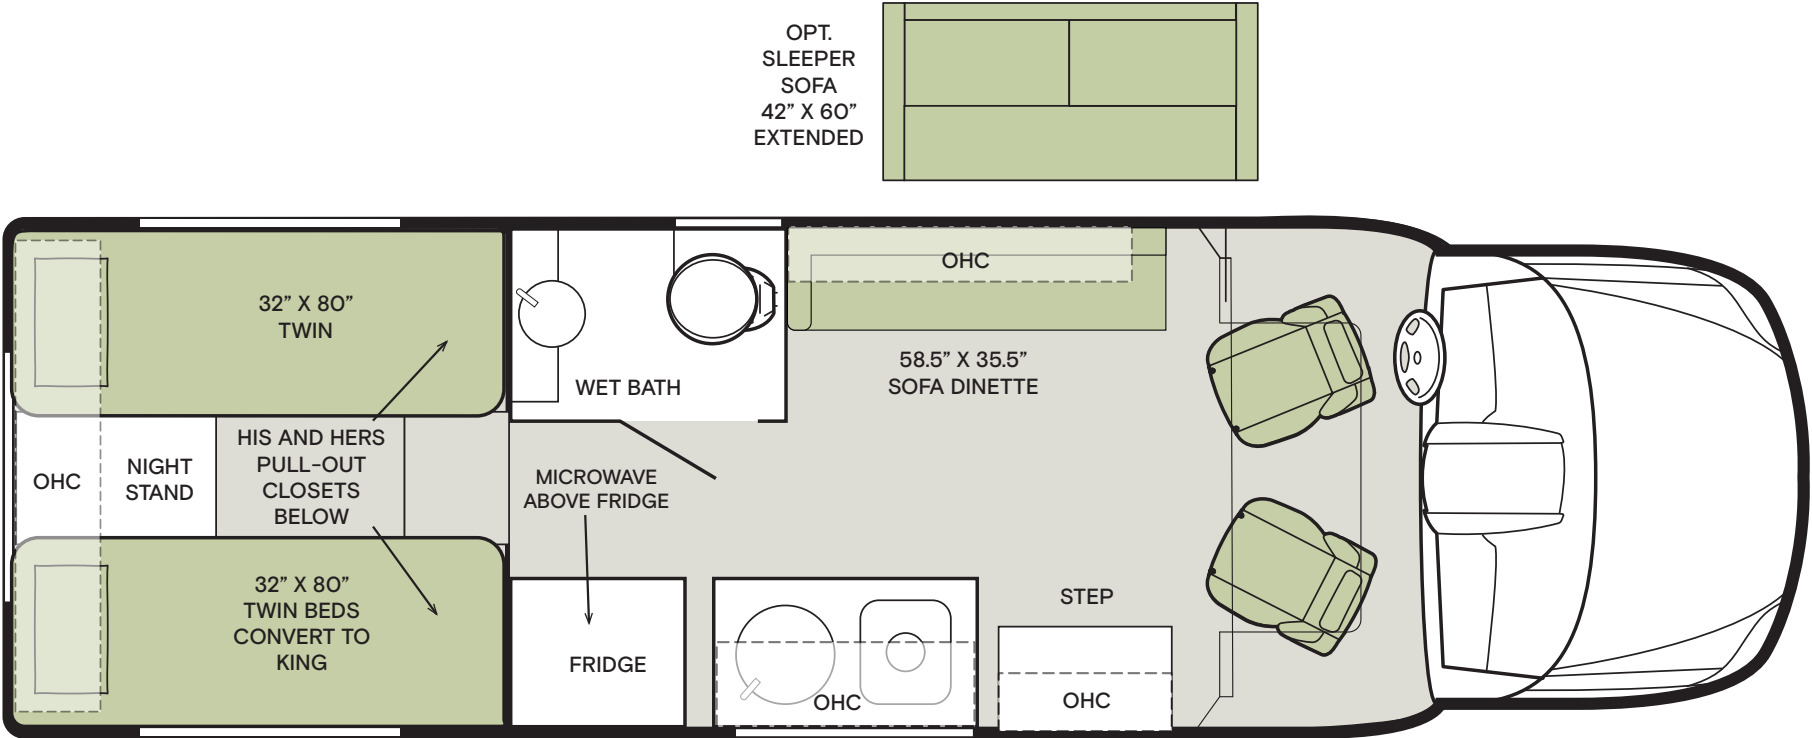 OPT.
SLEEPER
SOFA
42” X 60”
EXTENDED
32” X 80”
TWIN
OHC
WET BATH
58.5” X 35.5”
SOFA DINETTE
OHC
NIGHT
STAND
HIS AND HERS
PULL-OUT
CLOSETS
BELOW
MICROWAVE
ABOVE FRIDGE
32” X 80”
TWIN BEDS
CONVERT TO
KING
FRIDGE
OHC
STEP
OHC